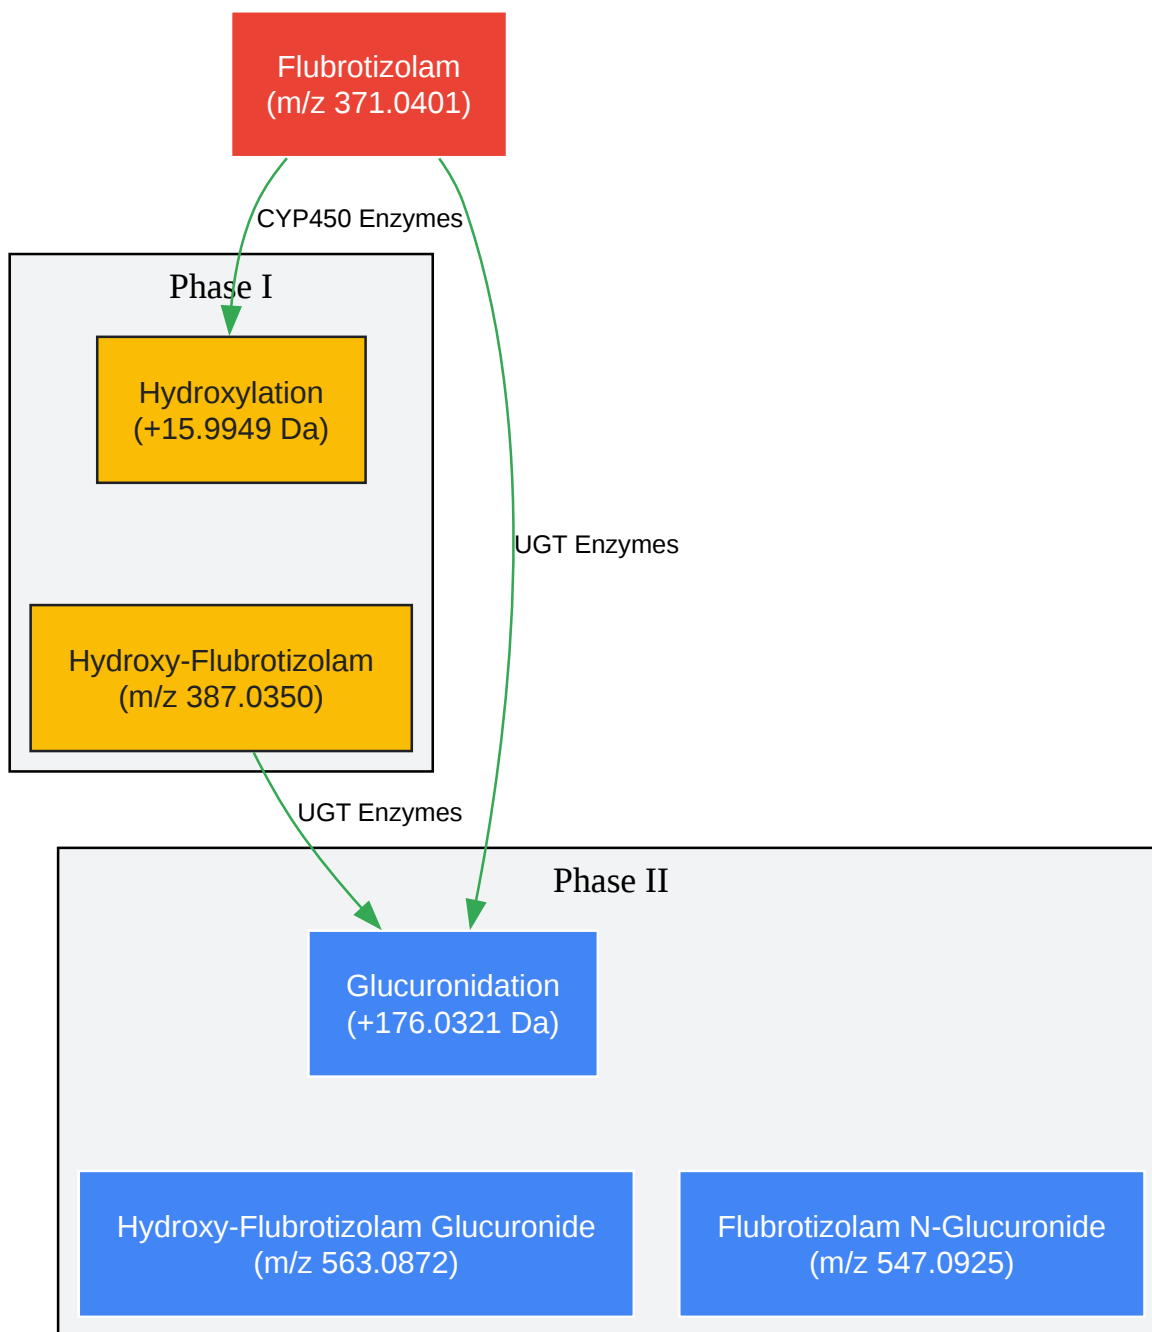 Flubrotizolam
(m/z 371.0401)
CYP450 Enzymes
Phase I
Hydroxylation
(+15.9949 Da)
UGT Enzymes
Hydroxy-Flubrotizolam
(m/z 387.0350)
UGT Enzymes
Phase II
Glucuronidation
(+176.0321 Da)
Hydroxy-Flubrotizolam Glucuronide
(m/z 563.0872)
Flubrotizolam N-Glucuronide
(m/z 547.0925)